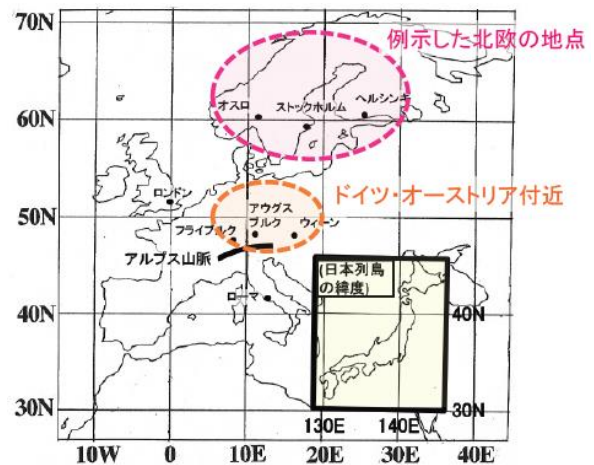 70N
例示した北欧の地点
オスロ
ストックホルム
ヘルシンキ
60N
ロンドン
ドイツ・オーストリア付近
50N
アウグス
ブルク
ウィーン
フライブルク
アルプス山脈
(日本列島
の緯度)
ローマ
40N
40N
30N
30N
130E
140E
10W
0
10E
20E
30E
40E